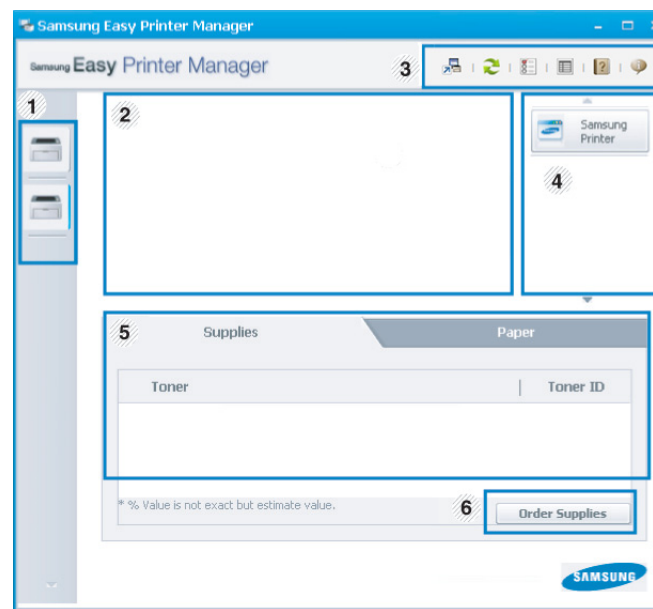 Samsung Easy Printer Manager
Samsung Easy Printer Manager
3
1
2
Samsung
Printer
4
5 Supplies Paper
Toner Toner ID
* % Value is not exact but estimate value.
6 Order Supplies
SAMSUNG